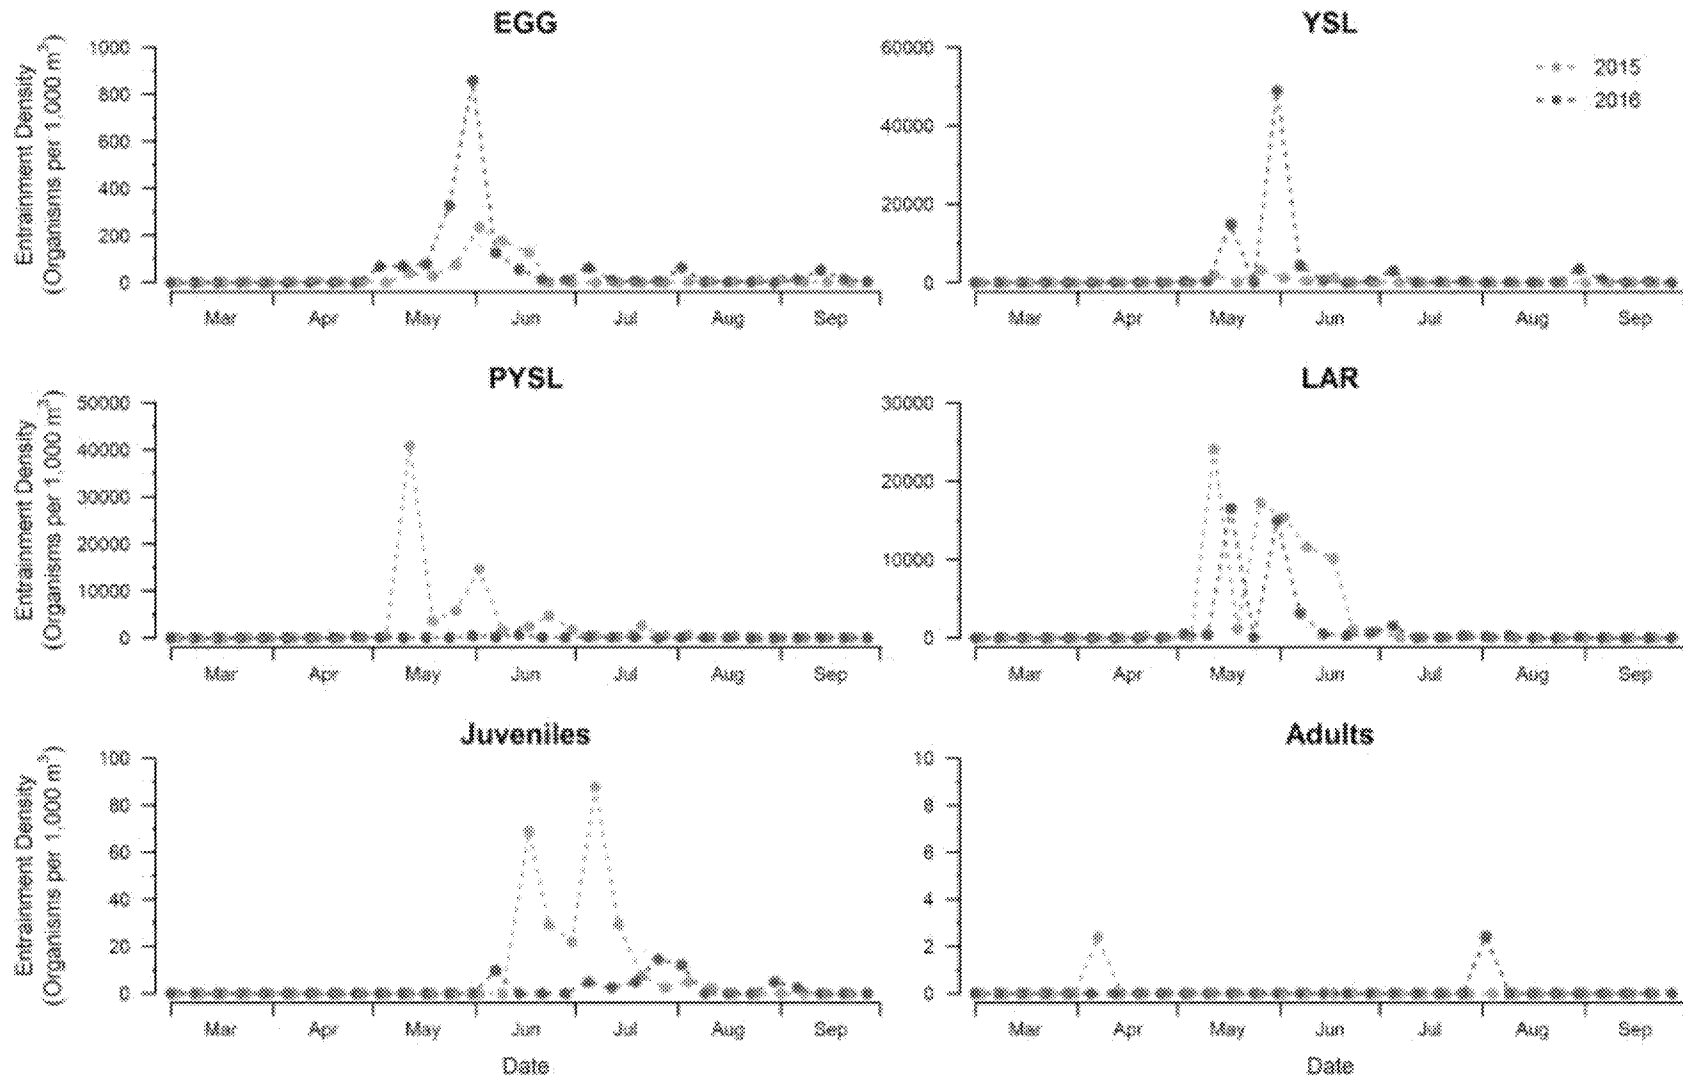 EGG
Entrainment Density
(Organisms per 1,000 m³)
1000
800
600
400
200
0
Mar Apr May Jun Jul Aug Sep
YSL
60000
40000
20000
0
2015
2016
Mar Apr May Jun Jul Aug Sep
PYSL
Entrainment Density
(Organisms per 1,000 m³)
50000
40000
30000
20000
10000
0
Mar Apr May Jun Jul Aug Sep
LAR
30000
20000
10000
0
Mar Apr May Jun Jul Aug Sep
Juveniles
Entrainment Density
(Organisms per 1,000 m³)
100
80
60
40
20
0
Mar Apr May Jun Jul Aug Sep
Date
Adults
10
8
6
4
2
0
Mar Apr May Jun Jul Aug Sep
Date